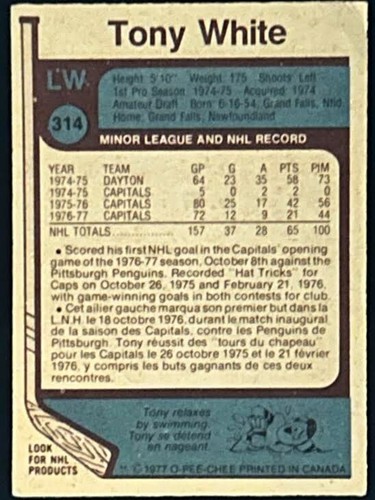 Tony White
LW
314
Height: 5'10" Weight: 175 Shoots: Left
1st Pro Season: 1974-75 Acquired: 1974
Amateur Draft Born: 6-16-54, Grand Falls, Nfld
Home: Grand Falls, Newfoundland
MINOR LEAGUE AND NHL RECORD
YEAR TEAM GP G A PTS PIM
1974-75 DAYTON 64 23 35 58 73
1974-75 CAPITALS 5 0 2 2 0
1975-76 CAPITALS 80 25 17 42 56
1976-77 CAPITALS 72 12 9 21 44
NHL TOTALS 157 37 28 65 100
• Scored his first NHL goal in the Capitals' opening
game of the 1976-77 season, October 8th against the
Pittsburgh Penguins. Recorded "Hat Tricks" for
Caps on October 26, 1975 and February 21, 1976,
with game-winning goals in both contests for club.
• Cet ailier gauche marqua son premier but dans la
L.N.H. le 18 octobre 1976, durant le match inaugural
de la saison des Capitals, contre les Penguins de
Pittsburgh. Tony réussit des "tours du chapeau"
pour les Capitals le 26 octobre 1975 et le 21 février
1976, y compris les buts gagnants de ces deux
rencontres.
Tony relaxes
by swimming.
Tony se détend
en nageant.
LOOK
FOR NHL
PRODUCTS
© 1977 O-PEE-CHEE PRINTED IN CANADA